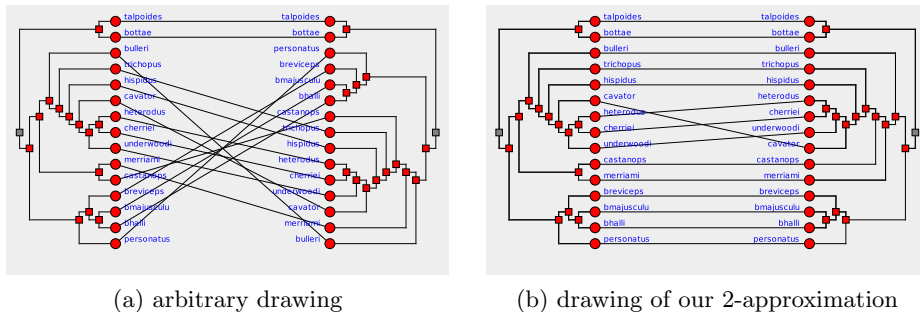 talpoides talpoides talpoides talpoides
bottae bottae bottae bottae
bulleri personatus bulleri bulleri
trichopus breviceps trichopus trichopus
hispidus bmajusculu hispidus hispidus
cavator bhalli cavator heterodus
heterodus castanops heterodus cherriei
cherriei trichopus cherriei underwoodi
underwoodi hispidus underwoodi cavator
merriami heterodus castanops castanops
castanops cherriei merriami merriami
breviceps underwoodi breviceps breviceps
bmajusculu cavator bmajusculu bmajusculu
bhalli merriami bhalli bhalli
personatus bulleri personatus personatus
(a) arbitrary drawing (b) drawing of our 2-approximation